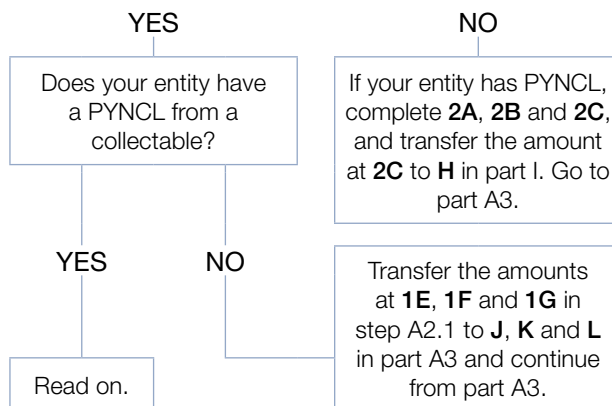 YES
NO
Does your entity have
a PYNCL from a
collectable?
If your entity has PYNCL,
complete 2A, 2B and 2C,
and transfer the amount
at 2C to H in part I. Go to
part A3.
YES
NO
Transfer the amounts
at 1E, 1F and 1G in
step A2.1 to J, K and L
in part A3 and continue
from part A3.
Read on.